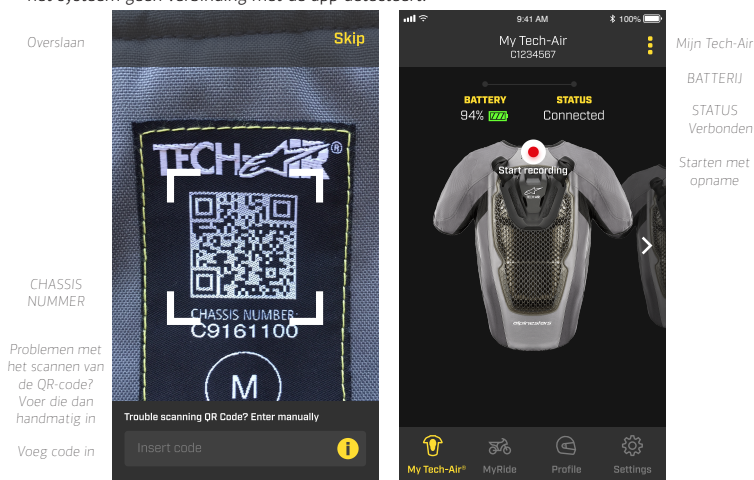 het systeem geen verbinding met de app detecteert.
Overslaan
CHASSIS
NUMMER
Problemen met
het scannen van
de QR-code?
Voer die dan
handmatig in
Voeg code in
Skip
TECH-AIR®
CHASSIS NUMBER:
C9161100
M
Trouble scanning QR Code? Enter manually
Insert code
i
9:41 AM
100%
My Tech-Air
C1234567
BATTERY
STATUS
94%
Connected
Start recording
alpinestars
My Tech-Air®
MyRide
Profile
Settings
Mijn Tech-Air
BATTERIJ
STATUS
Verbonden
Starten met
opname